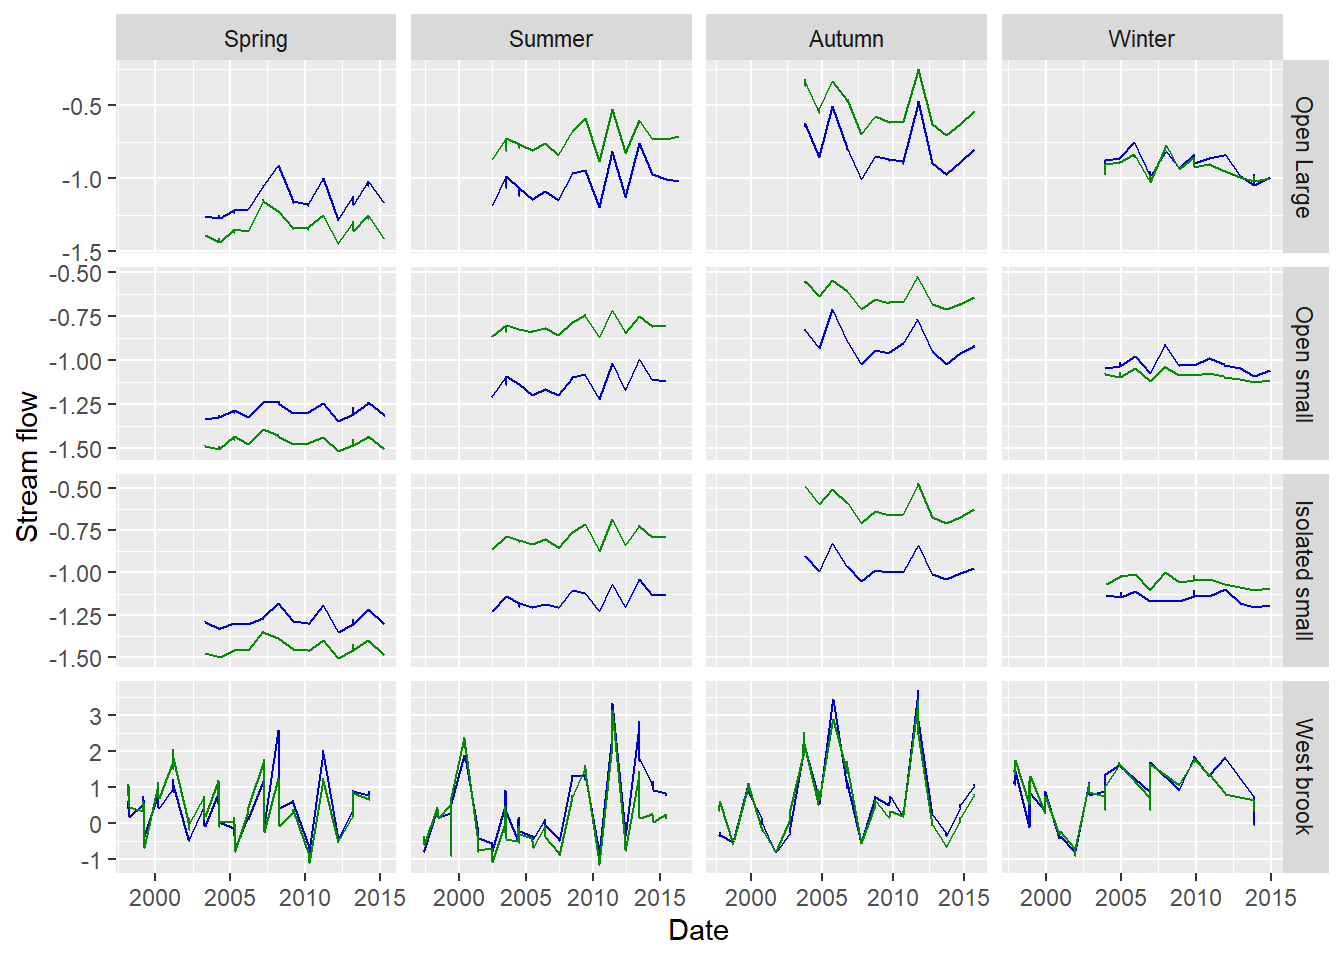 Spring Summer Autumn Winter
-0.5
-1.0
-1.5
Open Large
-0.50
-0.75
-1.00
-1.25
-1.50
Open small
-0.50
-0.75
-1.00
-1.25
-1.50
Isolated small
3
2
1
0
-1
West brook
Stream flow
2000 2005 2010 2015 2000 2005 2010 2015 2000 2005 2010 2015 2000 2005 2010 2015
Date